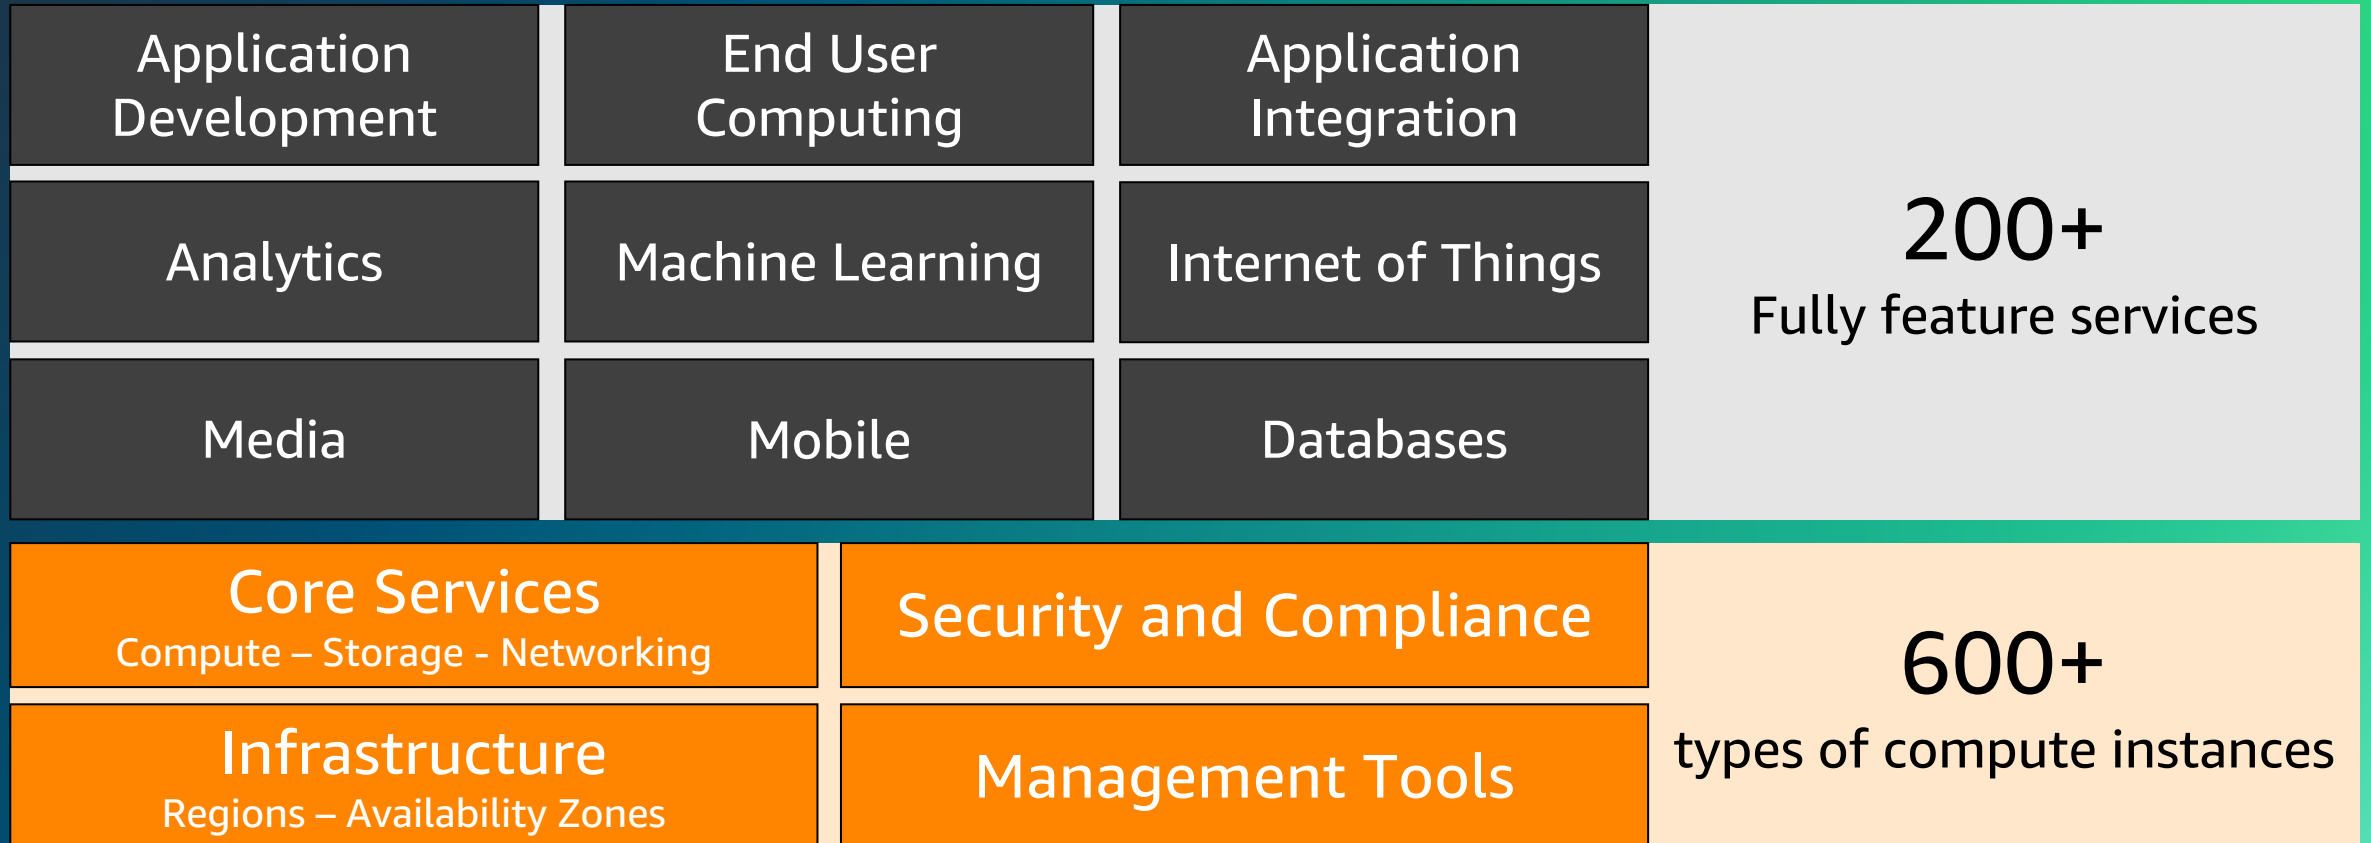 Application
Development
End User
Computing
Application
Integration
Analytics
Machine Learning
Internet of Things
Media
Mobile
Databases
200+
Fully feature services
Core Services
Compute – Storage - Networking
Security and Compliance
Infrastructure
Regions – Availability Zones
Management Tools
600+
types of compute instances